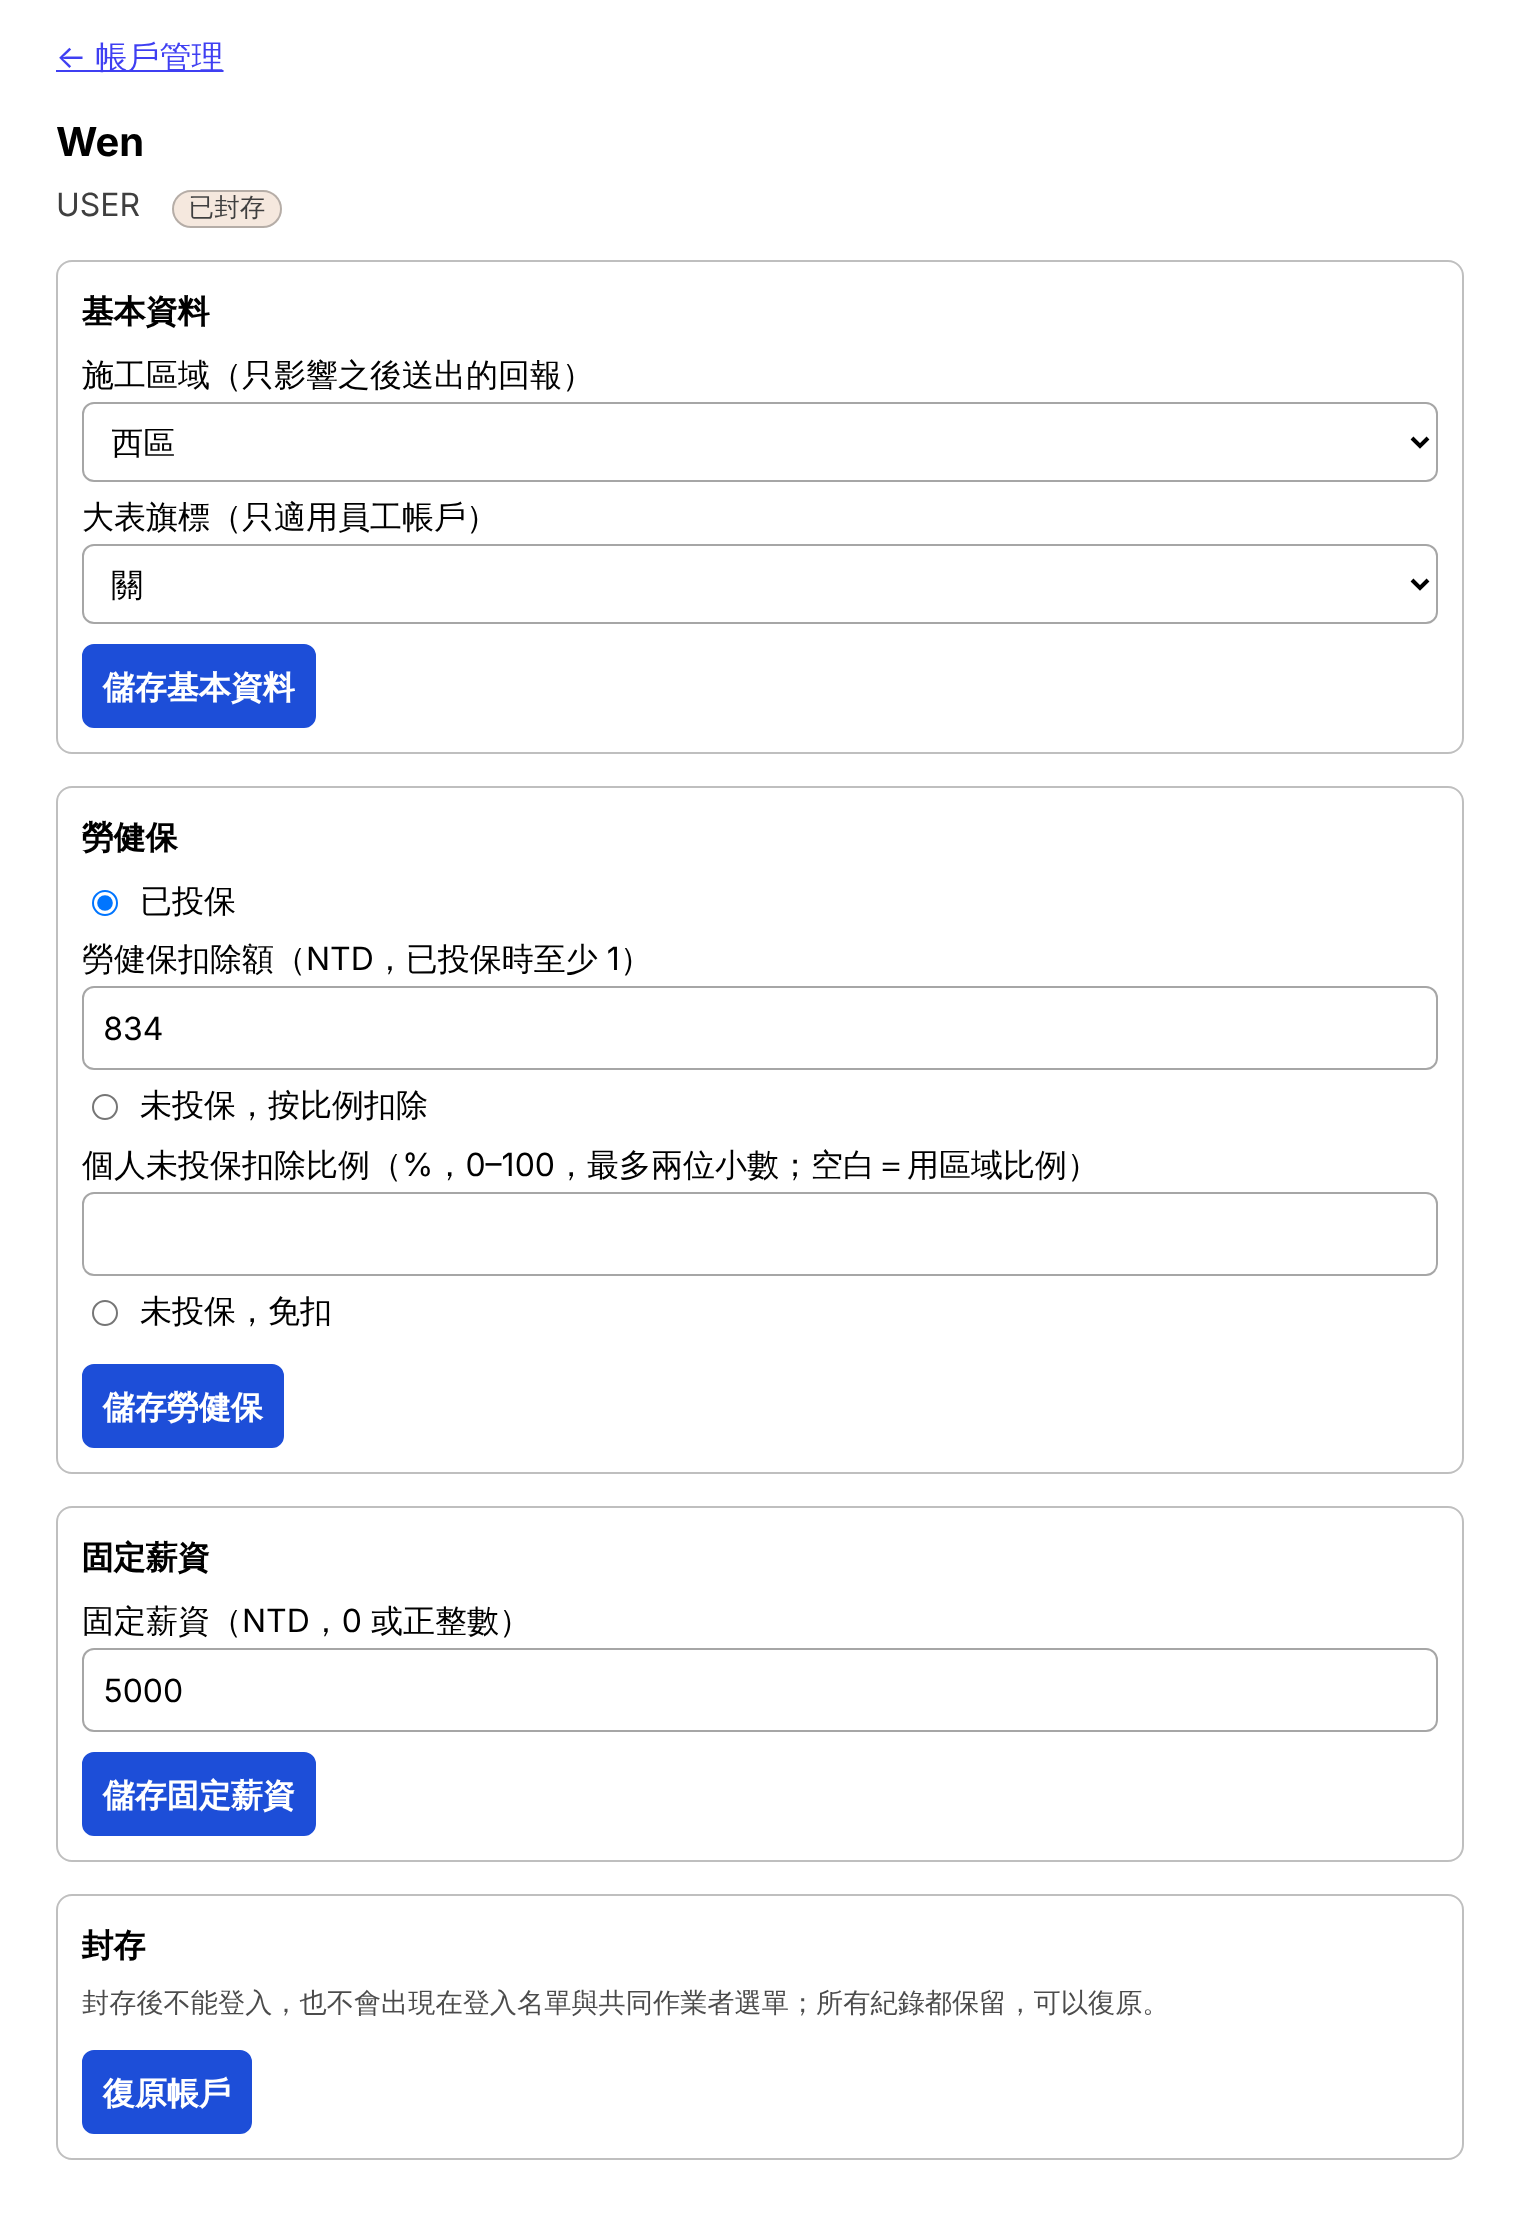 ← 帳戶管理
Wen
USER 已封存
基本資料
施工區域（只影響之後送出的回報）
西區
大表旗標（只適用員工帳戶）
關
儲存基本資料
勞健保
已投保
勞健保扣除額（NTD，已投保時至少 1）
834
未投保，按比例扣除
個人未投保扣除比例（%，0–100，最多兩位小數；空白＝用區域比例）
未投保，免扣
儲存勞健保
固定薪資
固定薪資（NTD，0 或正整數）
5000
儲存固定薪資
封存
封存後不能登入，也不會出現在登入名單與共同作業者選單；所有紀錄都保留，可以復原。
復原帳戶